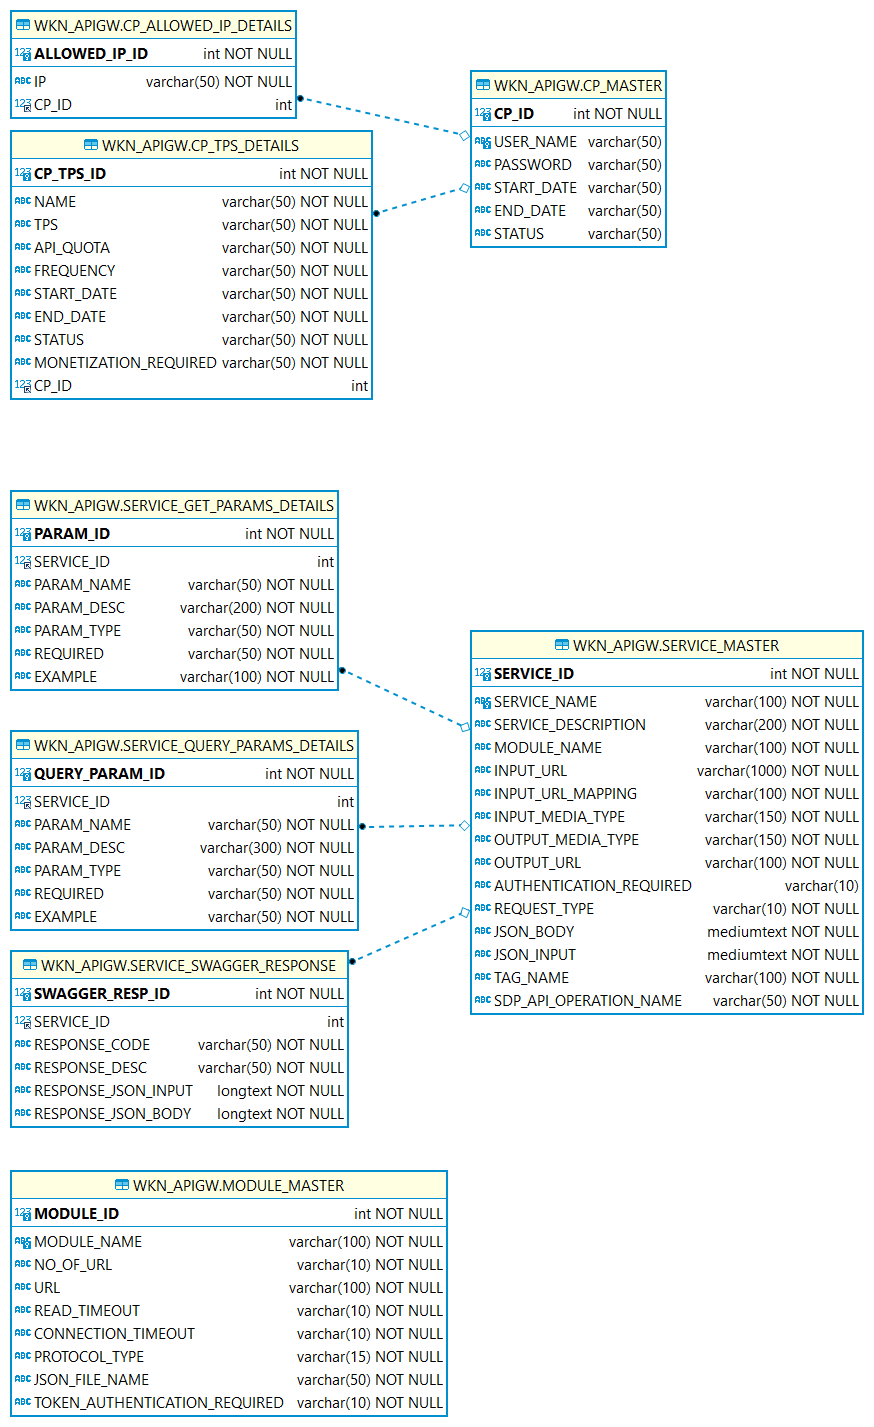 WKN_APIGW.CP_ALLOWED_IP_DETAILS
ALLOWED_IP_ID int NOT NULL
IP varchar(50) NOT NULL
CP_ID int
WKN_APIGW.CP_MASTER
CP_ID int NOT NULL
USER_NAME varchar(50)
PASSWORD varchar(50)
START_DATE varchar(50)
END_DATE varchar(50)
STATUS varchar(50)
WKN_APIGW.CP_TPS_DETAILS
CP_TPS_ID int NOT NULL
NAME varchar(50) NOT NULL
TPS varchar(50) NOT NULL
API_QUOTA varchar(50) NOT NULL
FREQUENCY varchar(50) NOT NULL
START_DATE varchar(50) NOT NULL
END_DATE varchar(50) NOT NULL
STATUS varchar(50) NOT NULL
MONETIZATION_REQUIRED varchar(50) NOT NULL
CP_ID int
WKN_APIGW.SERVICE_GET_PARAMS_DETAILS
PARAM_ID int NOT NULL
SERVICE_ID int
PARAM_NAME varchar(50) NOT NULL
PARAM_DESC varchar(200) NOT NULL
PARAM_TYPE varchar(50) NOT NULL
REQUIRED varchar(50) NOT NULL
EXAMPLE varchar(100) NOT NULL
WKN_APIGW.SERVICE_MASTER
SERVICE_ID int NOT NULL
SERVICE_NAME varchar(100) NOT NULL
SERVICE_DESCRIPTION varchar(200) NOT NULL
MODULE_NAME varchar(100) NOT NULL
INPUT_URL varchar(1000) NOT NULL
INPUT_URL_MAPPING varchar(100) NOT NULL
INPUT_MEDIA_TYPE varchar(150) NOT NULL
OUTPUT_MEDIA_TYPE varchar(150) NOT NULL
OUTPUT_URL varchar(100) NOT NULL
AUTHENTICATION_REQUIRED varchar(10)
REQUEST_TYPE varchar(10) NOT NULL
JSON_BODY mediumtext NOT NULL
JSON_INPUT mediumtext NOT NULL
TAG_NAME varchar(100) NOT NULL
SDP_API_OPERATION_NAME varchar(50) NOT NULL
WKN_APIGW.SERVICE_QUERY_PARAMS_DETAILS
QUERY_PARAM_ID int NOT NULL
SERVICE_ID int
PARAM_NAME varchar(50) NOT NULL
PARAM_DESC varchar(300) NOT NULL
PARAM_TYPE varchar(50) NOT NULL
REQUIRED varchar(50) NOT NULL
EXAMPLE varchar(50) NOT NULL
WKN_APIGW.SERVICE_SWAGGER_RESPONSE
SWAGGER_RESP_ID int NOT NULL
SERVICE_ID int
RESPONSE_CODE varchar(50) NOT NULL
RESPONSE_DESC varchar(50) NOT NULL
RESPONSE_JSON_INPUT longtext NOT NULL
RESPONSE_JSON_BODY longtext NOT NULL
WKN_APIGW.MODULE_MASTER
MODULE_ID int NOT NULL
MODULE_NAME varchar(100) NOT NULL
NO_OF_URL varchar(10) NOT NULL
URL varchar(100) NOT NULL
READ_TIMEOUT varchar(10) NOT NULL
CONNECTION_TIMEOUT varchar(10) NOT NULL
PROTOCOL_TYPE varchar(15) NOT NULL
JSON_FILE_NAME varchar(50) NOT NULL
TOKEN_AUTHENTICATION_REQUIRED varchar(10) NOT NULL